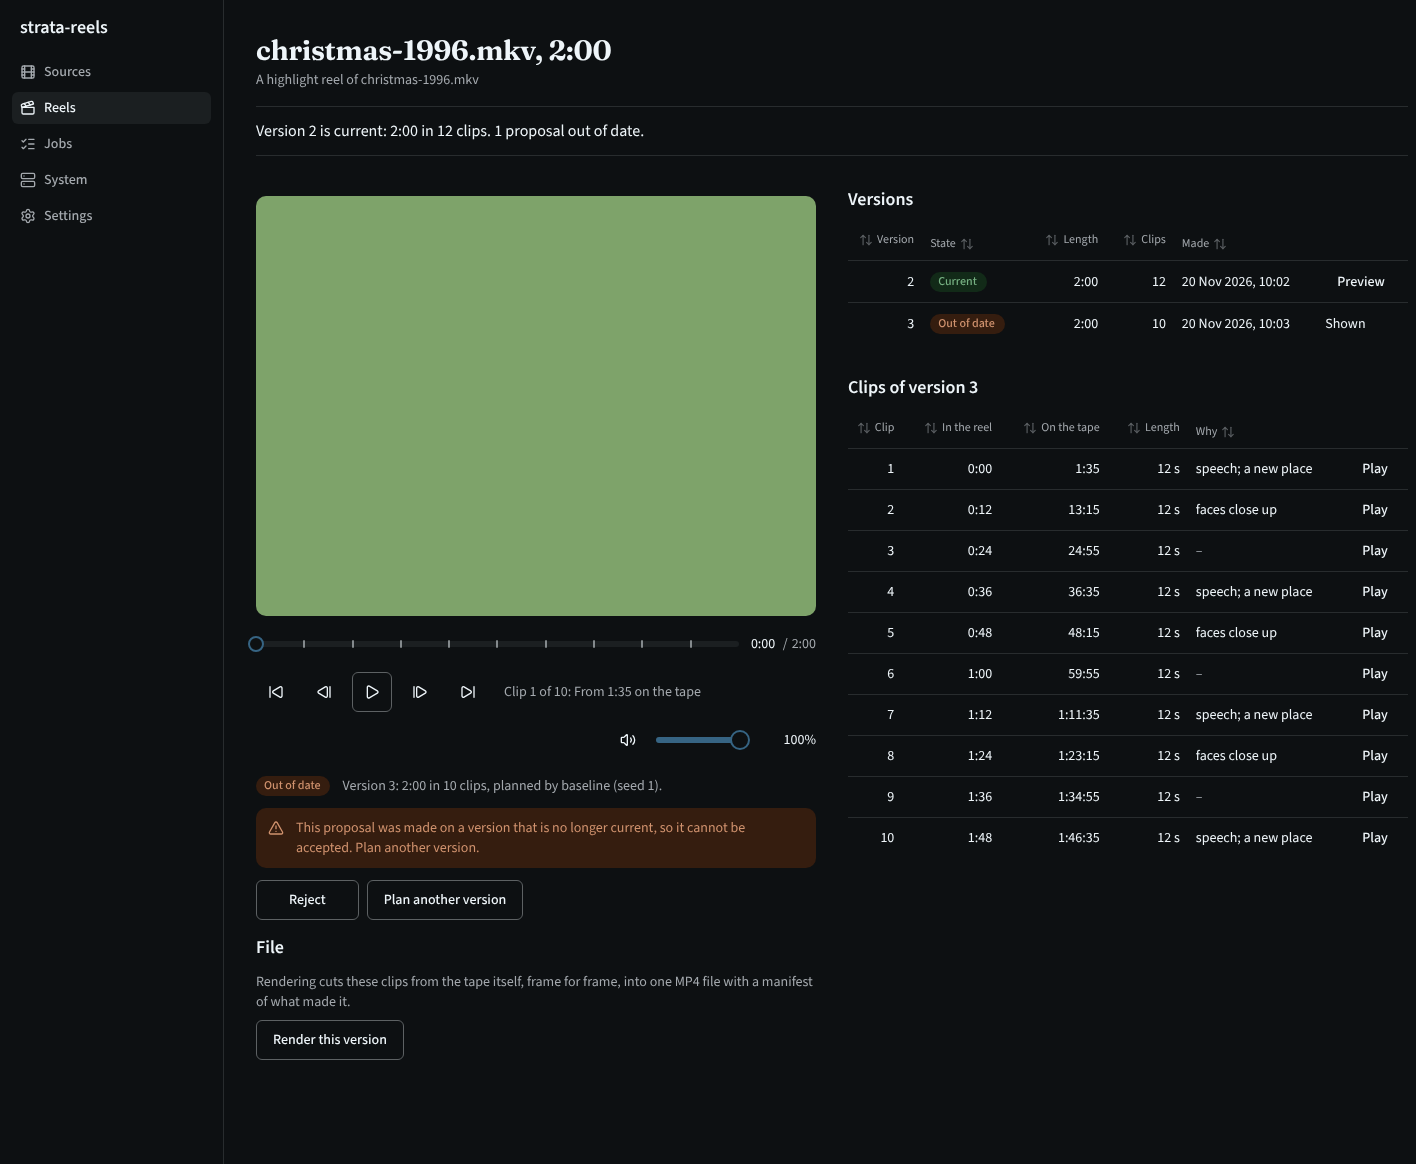 strata-reels
Sources
Reels
Jobs
System
Settings
christmas-1996.mkv, 2:00
A highlight reel of christmas-1996.mkv
Version 2 is current: 2:00 in 12 clips. 1 proposal out of date.
0:00 / 2:00
Clip 1 of 10: From 1:35 on the tape
100%
Out of date Version 3: 2:00 in 10 clips, planned by baseline (seed 1).
This proposal was made on a version that is no longer current, so it cannot be
accepted. Plan another version.
Reject Plan another version
File
Rendering cuts these clips from the tape itself, frame for frame, into one MP4 file with a manifest
of what made it.
Render this version
Versions
Version State Length Clips Made
2 Current 2:00 12 20 Nov 2026, 10:02 Preview
3 Out of date 2:00 10 20 Nov 2026, 10:03 Shown
Clips of version 3
Clip In the reel On the tape Length Why
1 0:00 1:35 12 s speech; a new place Play
2 0:12 13:15 12 s faces close up Play
3 0:24 24:55 12 s – Play
4 0:36 36:35 12 s speech; a new place Play
5 0:48 48:15 12 s faces close up Play
6 1:00 59:55 12 s – Play
7 1:12 1:11:35 12 s speech; a new place Play
8 1:24 1:23:15 12 s faces close up Play
9 1:36 1:34:55 12 s – Play
10 1:48 1:46:35 12 s speech; a new place Play